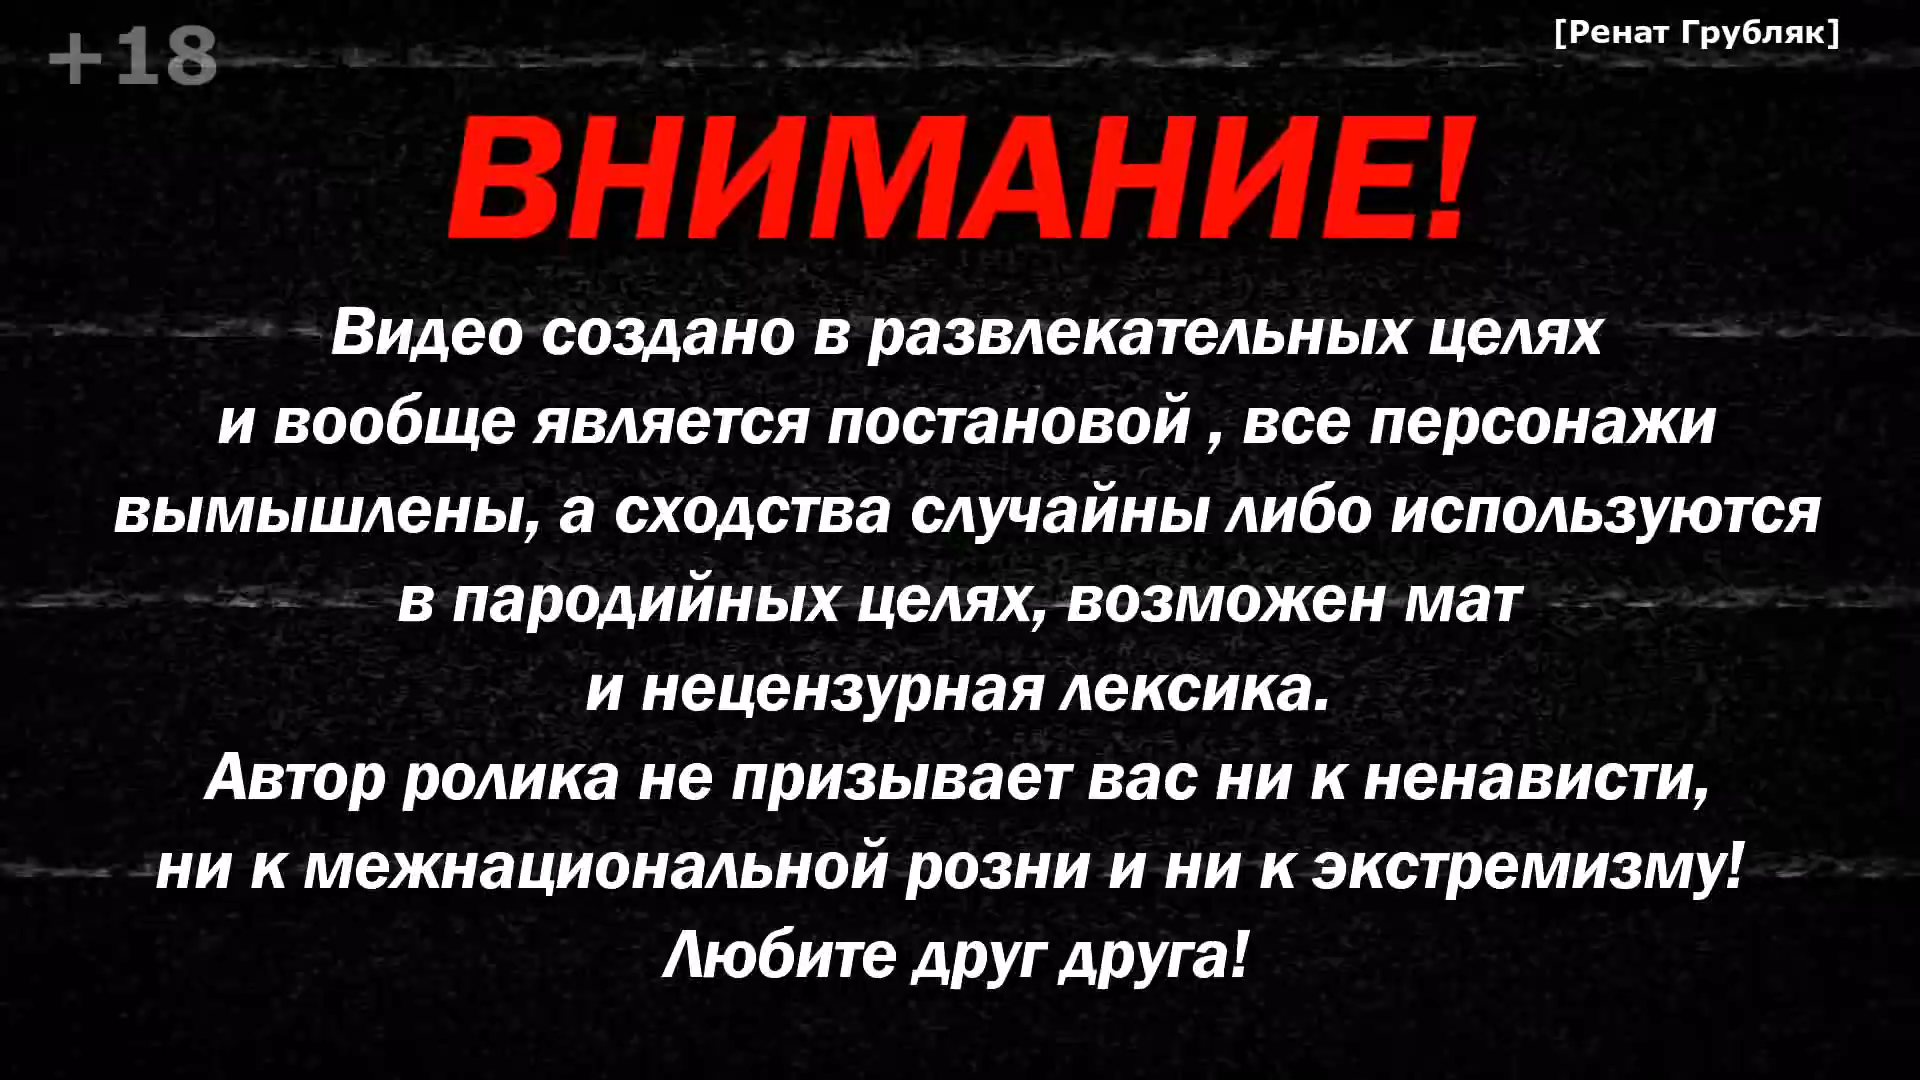 +18
[Ренат Грубляк]
ВНИМАНИЕ!
Видео создано в развлекательных целях
и вообще является постановой , все персонажи
вымышлены, а сходства случайны либо используются
в пародийных целях, возможен мат
и нецензурная лексика.
Автор ролика не призывает вас ни к ненависти,
ни к межнациональной розни и ни к экстремизму!
Любите друг друга!